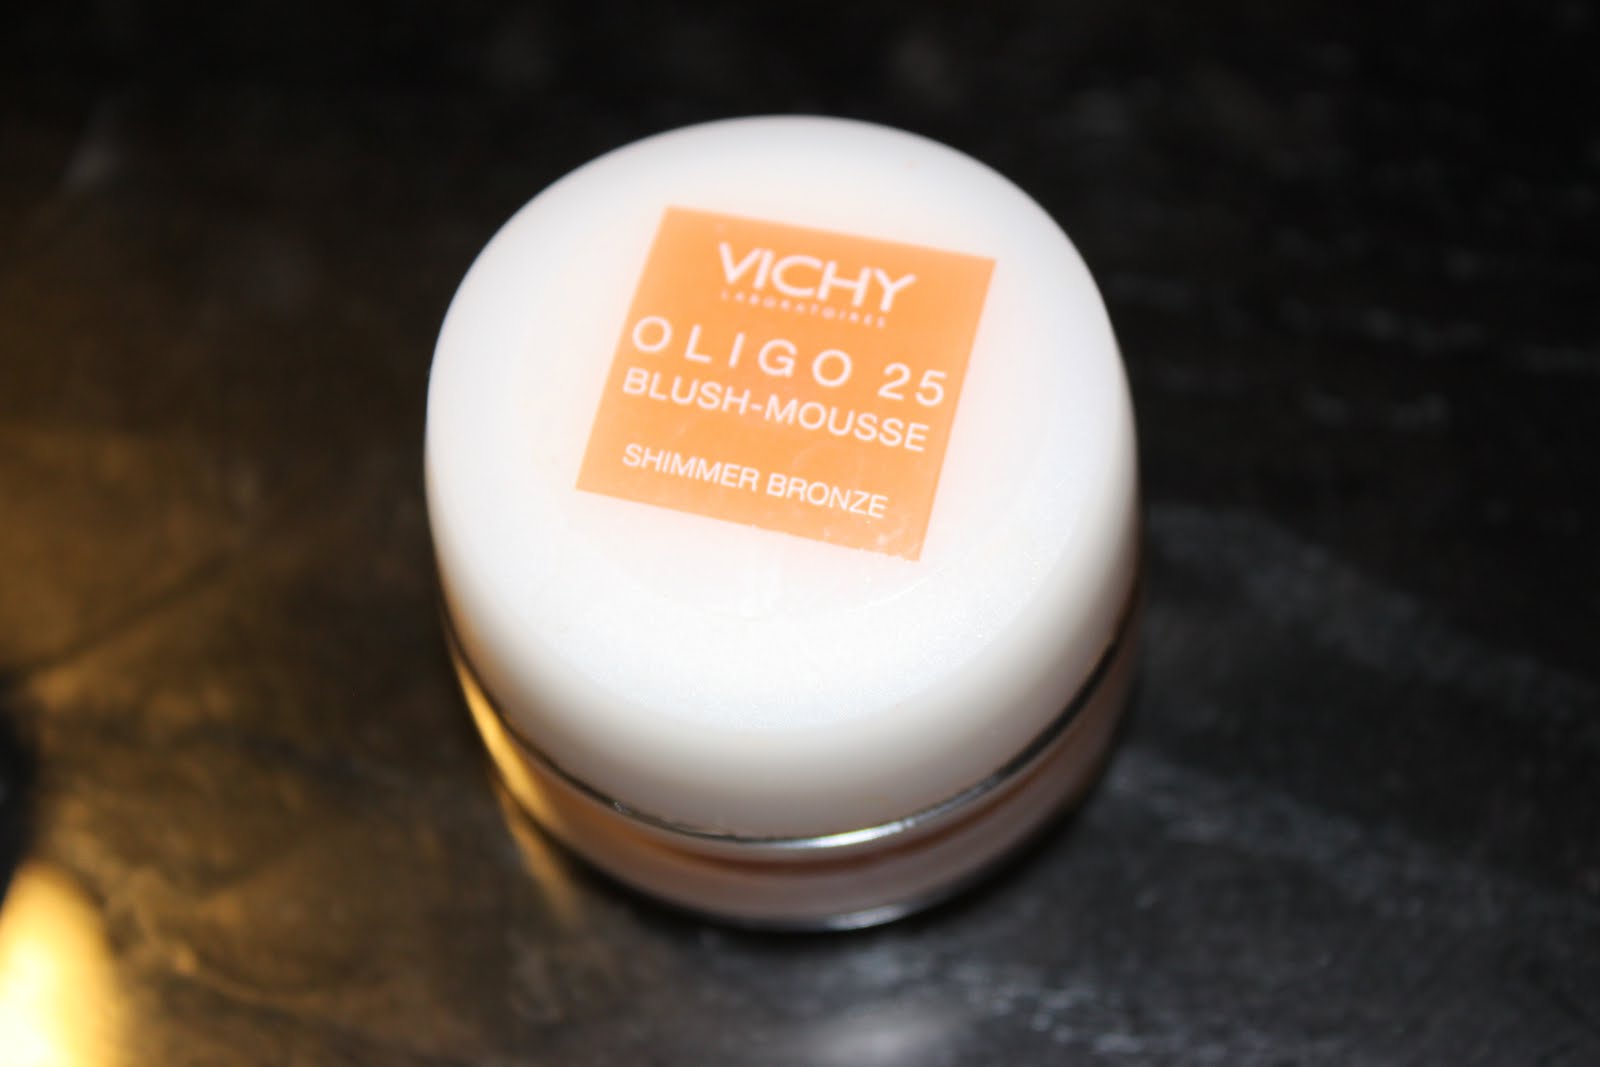 VICHY
LABORATOIRES
OLIGO 25
BLUSH-MOUSSE
SHIMMER BRONZE